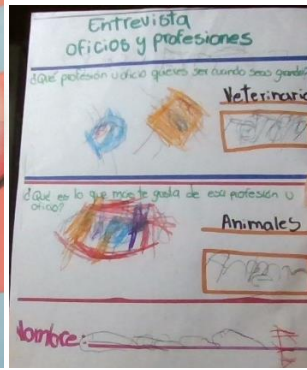 Entrevista
oficios y profesiones
¿Qué profesión u oficio quieres ser cuando seas grande?
Veterinario
¿Qué es lo que más te gusta de esa profesión u
oficio?
Animales
Nombre: